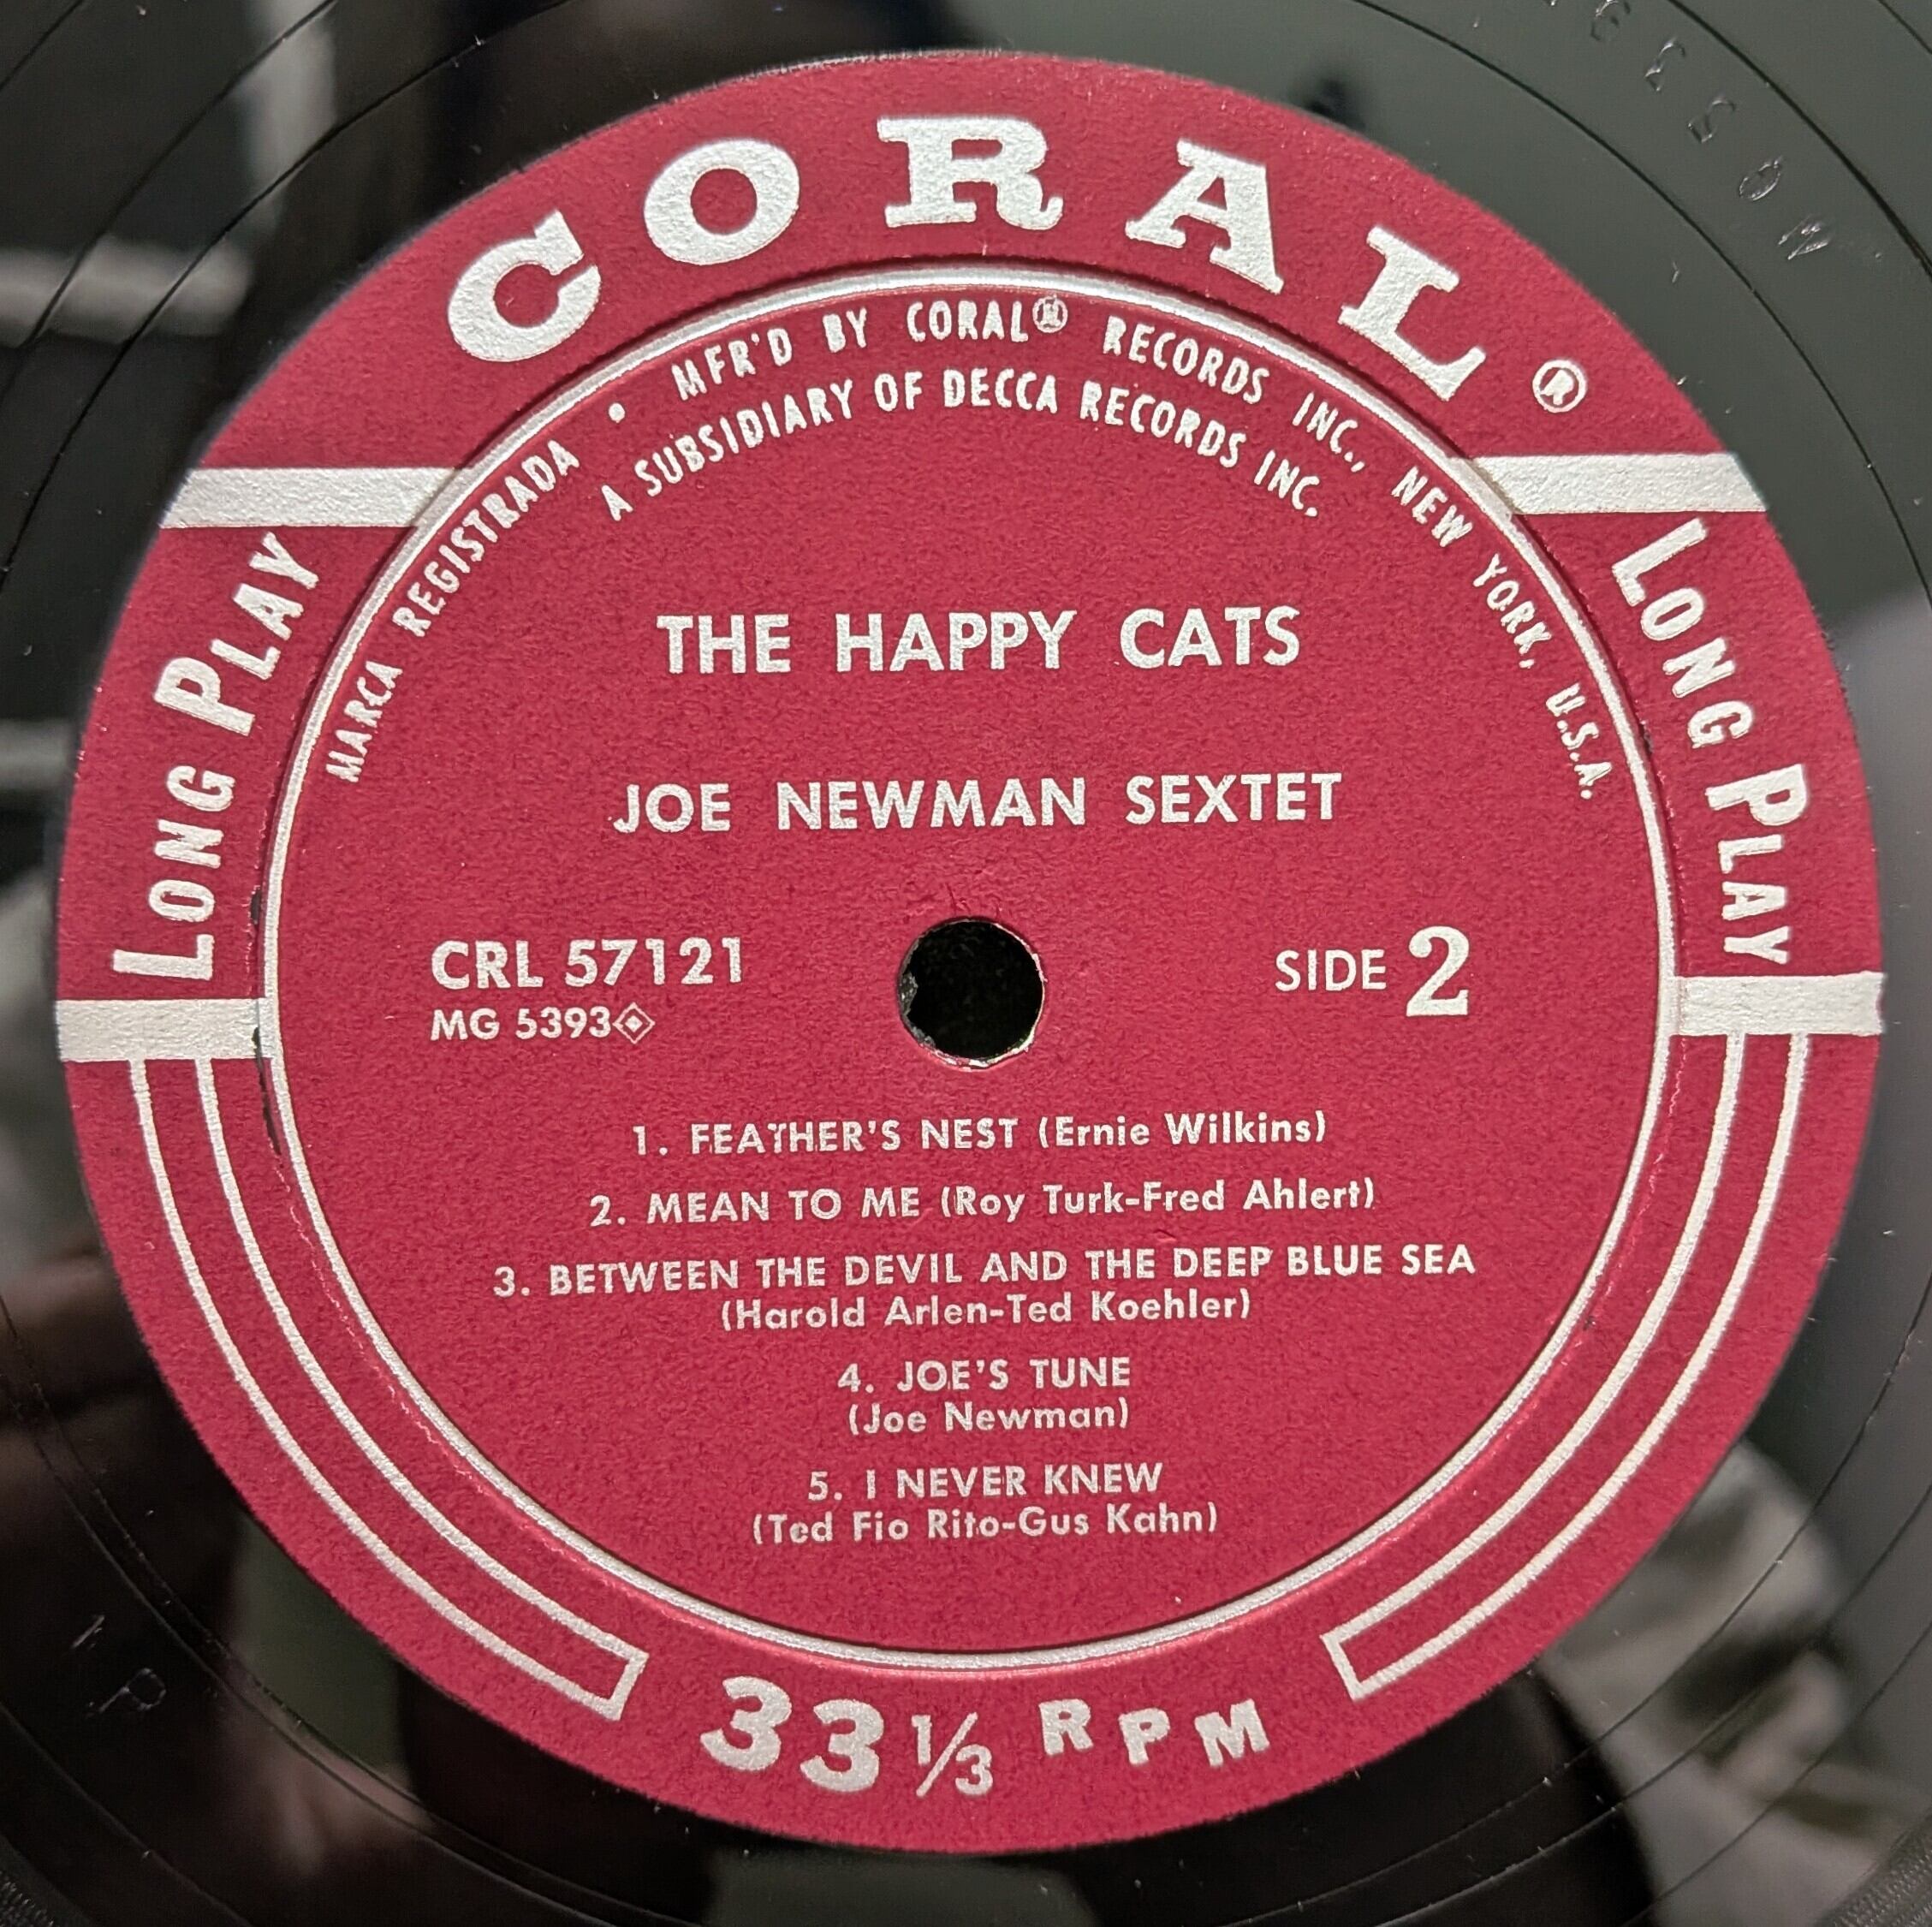 CORAL®
MARCA REGISTRADA • MFR'D BY CORAL® RECORDS INC., NEW YORK, U.S.A.
A SUBSIDIARY OF DECCA RECORDS INC.
LONG PLAY
LONG PLAY
THE HAPPY CATS
JOE NEWMAN SEXTET
CRL 57121
MG 5393
SIDE 2
1. FEATHER'S NEST (Ernie Wilkins)
2. MEAN TO ME (Roy Turk-Fred Ahlert)
3. BETWEEN THE DEVIL AND THE DEEP BLUE SEA
(Harold Arlen-Ted Koehler)
4. JOE'S TUNE
(Joe Newman)
5. I NEVER KNEW
(Ted Fio Rito-Gus Kahn)
33 1/3 RPM